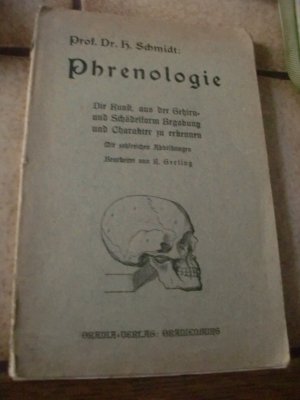 Prof. Dr. H. Schmidt:
Phrenologie
Die Kunst, aus der Gehirn-
und Schädelform Begabung
und Charakter zu erkennen
Mit zahlreichen Abbildungen
Bearbeitet von A. Gerling
ORANIA-VERLAG: ORANIENBURG